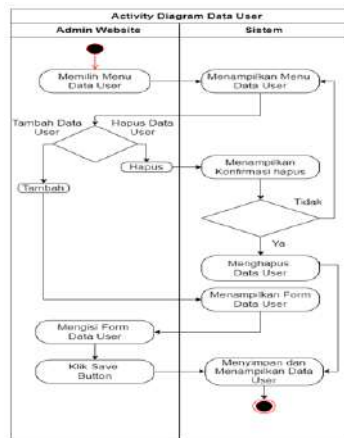 Activity Diagram Data User
Admin Website
Sistem
Memilih Menu
Data User
Menampilkan Menu
Data User
Tambah Data
User
Hapus Data
User
Hapus
Menampilkan
Konfirmasi hapus
Tambah
Tidak
Ya
Menghapus
Data User
Menampilkan Form
Data User
Mengisi Form
Data User
Klik Save
Button
Menyimpan dan
Menampilkan Data
User